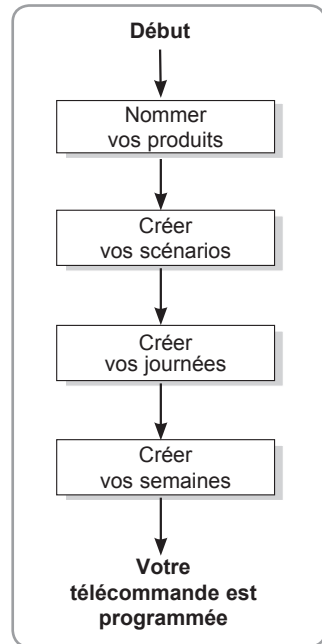 Début
Nommer
vos produits
Créer
vos scénarios
Créer
vos journées
Créer
vos semaines
Votre
télécommande est
programmée